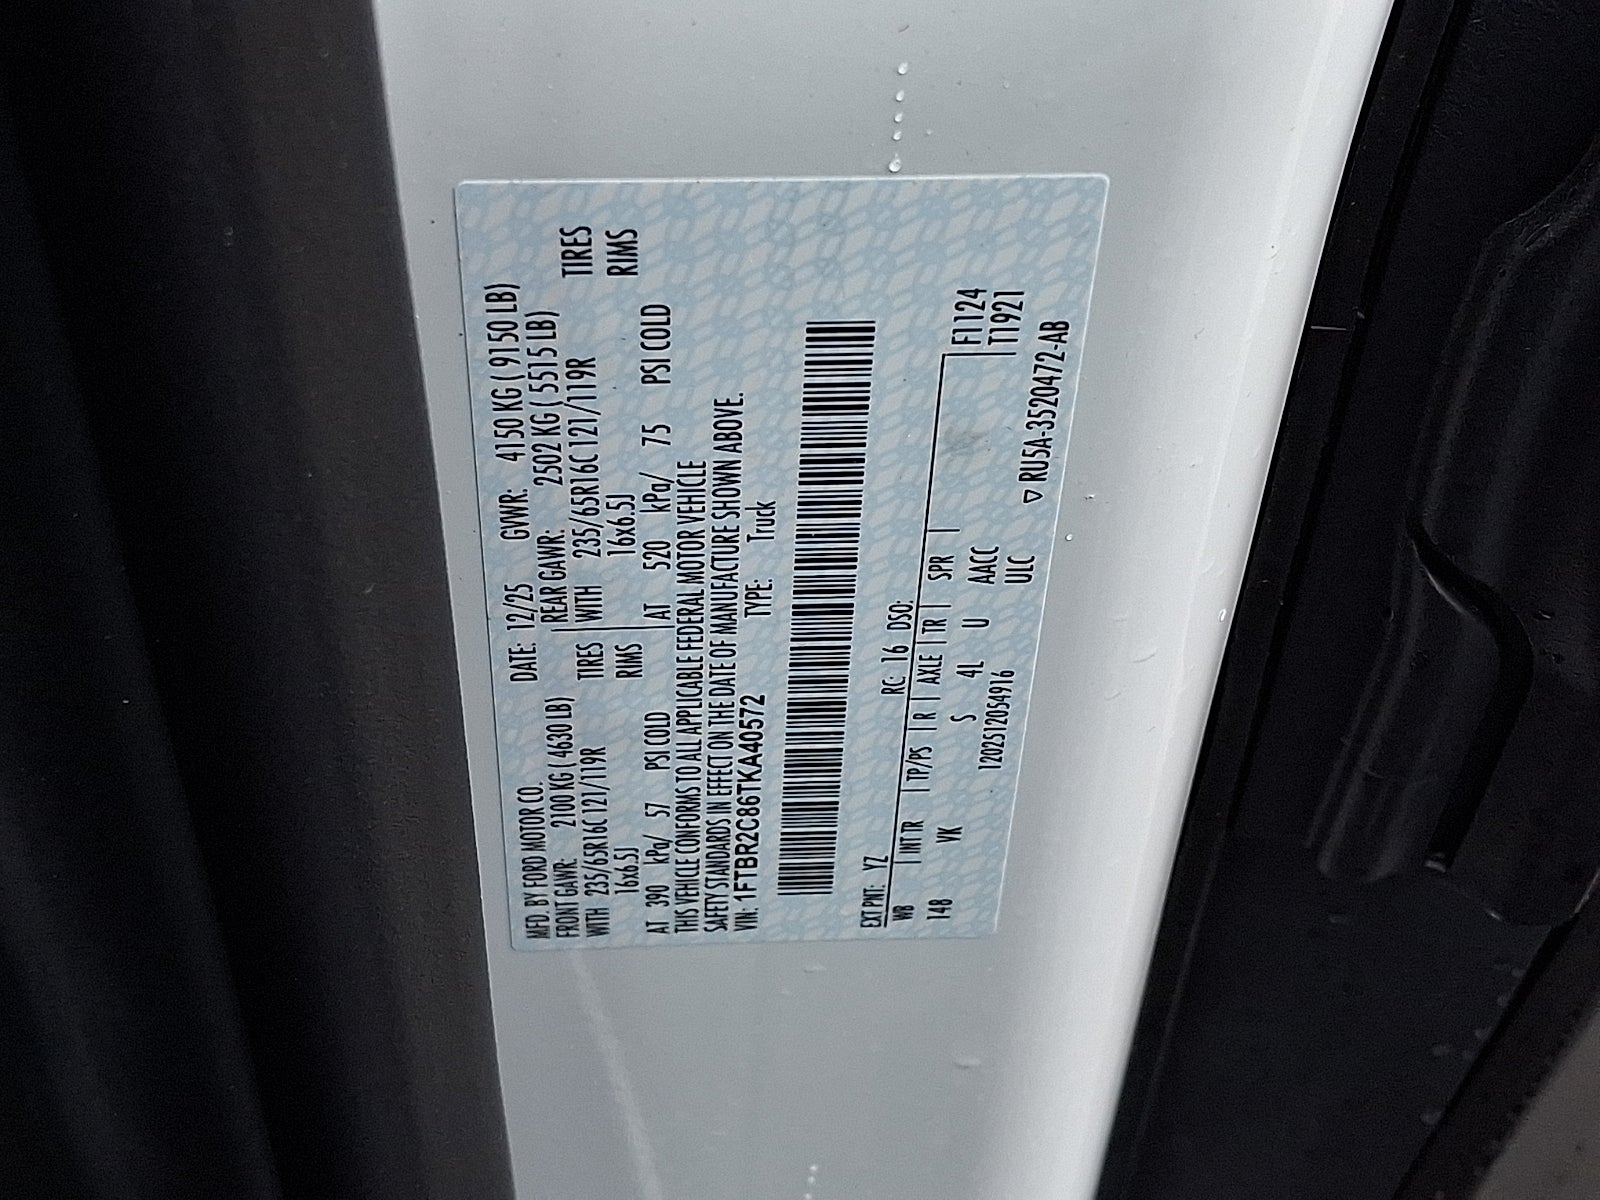 MFD. BY FORD MOTOR CO. DATE: 12/25 GVWR: 4150 KG ( 9150 LB)
FRONT GAWR: 2100 KG ( 4630 LB) REAR GAWR: 2502 KG ( 5515 LB)
WITH 235/65R16C 121/119R TIRES WITH 235/65R16C 121/119R TIRES
16x6.5J RIMS 16x6.5J RIMS
AT 390 kPa/ 57 PSI COLD AT 520 kPa/ 75 PSI COLD
THIS VEHICLE CONFORMS TO ALL APPLICABLE FEDERAL MOTOR VEHICLE
SAFETY STANDARDS IN EFFECT ON THE DATE OF MANUFACTURE SHOWN ABOVE.
VIN: 1FTBR2C86TKA40572 TYPE: Truck
EXT PNT: YZ RC: 16 DSO:
WB INT TR TP/PS R AXLE TR SPR F1124
148 VK S 4L U AACC T1921
1202512054916 ULC
▽ RU5A-3520472-AB